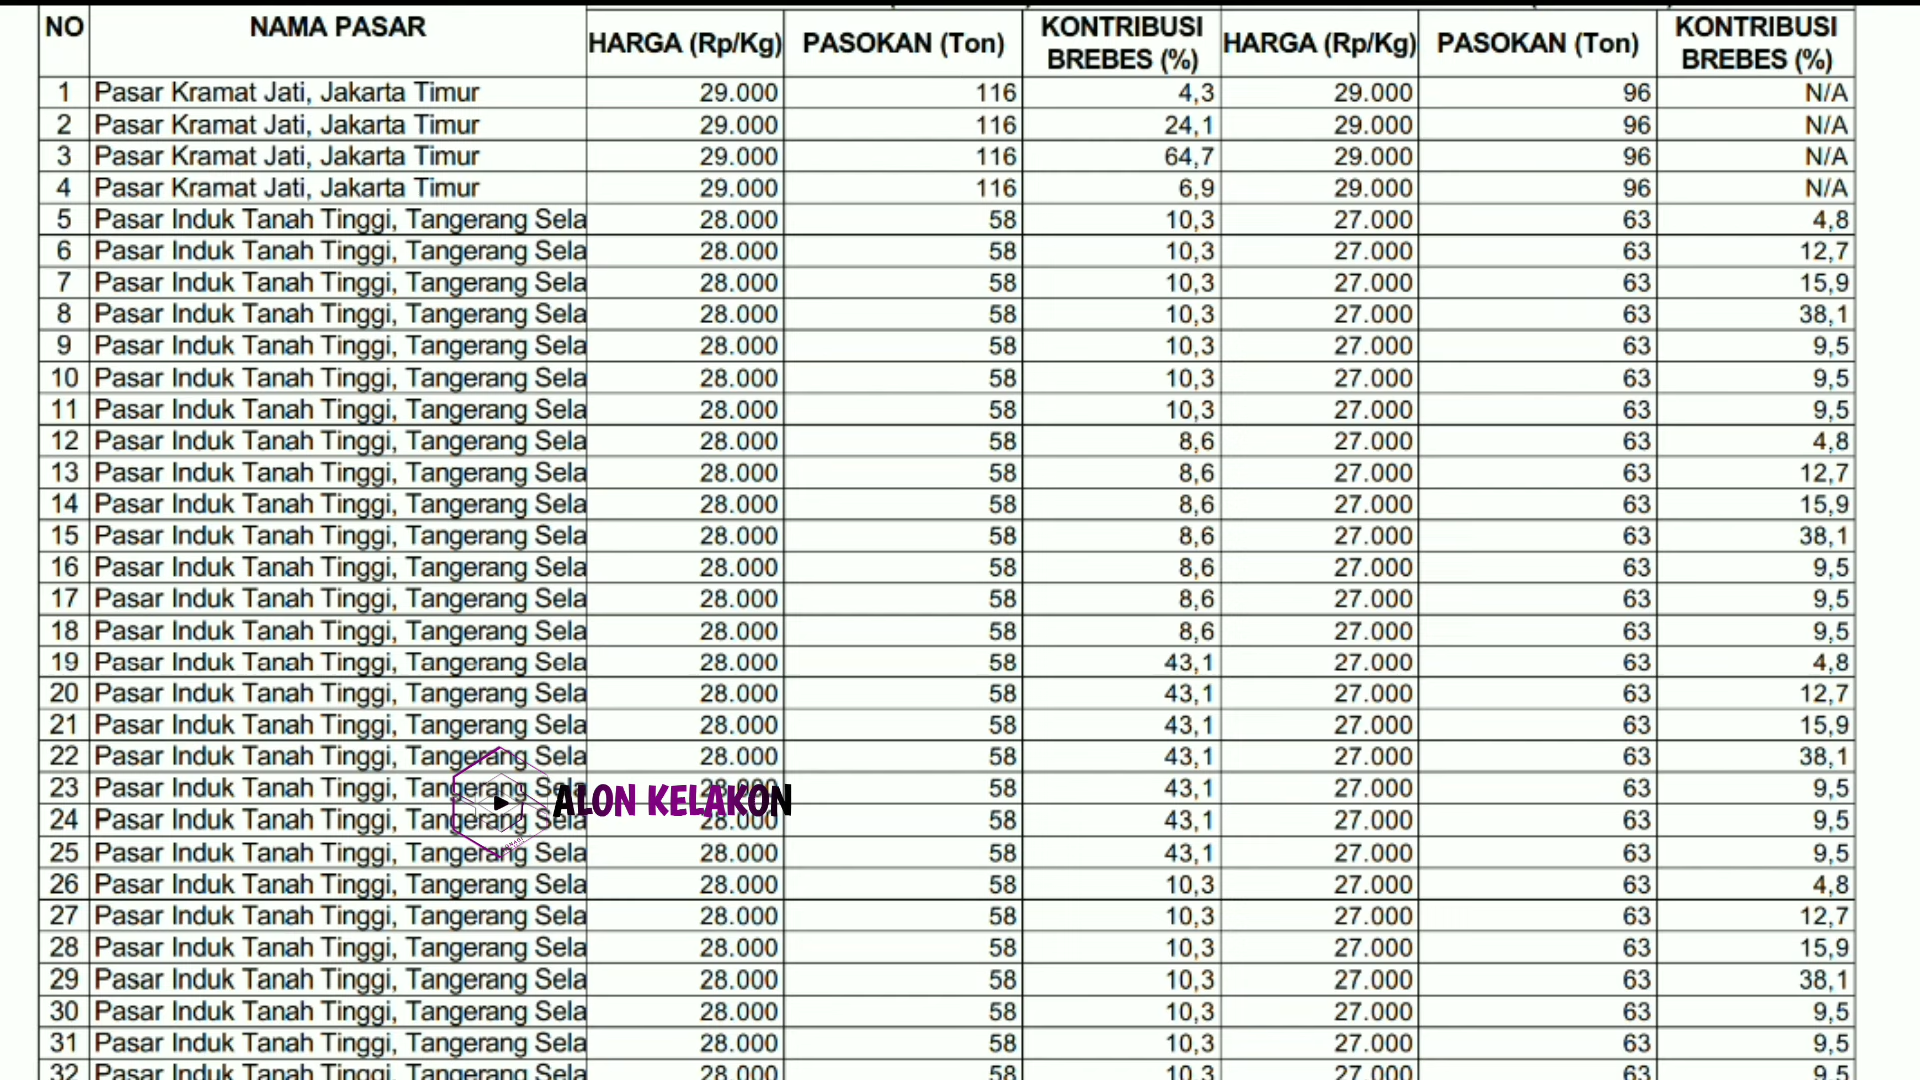 NO NAMA PASAR HARGA (Rp/Kg) PASOKAN (Ton) KONTRIBUSI BREBES (%) HARGA (Rp/Kg) PASOKAN (Ton) KONTRIBUSI BREBES (%)
1 Pasar Kramat Jati, Jakarta Timur 29.000 116 4,3 29.000 96 N/A
2 Pasar Kramat Jati, Jakarta Timur 29.000 116 24,1 29.000 96 N/A
3 Pasar Kramat Jati, Jakarta Timur 29.000 116 64,7 29.000 96 N/A
4 Pasar Kramat Jati, Jakarta Timur 29.000 116 6,9 29.000 96 N/A
5 Pasar Induk Tanah Tinggi, Tangerang Sela 28.000 58 10,3 27.000 63 4,8
6 Pasar Induk Tanah Tinggi, Tangerang Sela 28.000 58 10,3 27.000 63 12,7
7 Pasar Induk Tanah Tinggi, Tangerang Sela 28.000 58 10,3 27.000 63 15,9
8 Pasar Induk Tanah Tinggi, Tangerang Sela 28.000 58 10,3 27.000 63 38,1
9 Pasar Induk Tanah Tinggi, Tangerang Sela 28.000 58 10,3 27.000 63 9,5
10 Pasar Induk Tanah Tinggi, Tangerang Sela 28.000 58 10,3 27.000 63 9,5
11 Pasar Induk Tanah Tinggi, Tangerang Sela 28.000 58 10,3 27.000 63 9,5
12 Pasar Induk Tanah Tinggi, Tangerang Sela 28.000 58 8,6 27.000 63 4,8
13 Pasar Induk Tanah Tinggi, Tangerang Sela 28.000 58 8,6 27.000 63 12,7
14 Pasar Induk Tanah Tinggi, Tangerang Sela 28.000 58 8,6 27.000 63 15,9
15 Pasar Induk Tanah Tinggi, Tangerang Sela 28.000 58 8,6 27.000 63 38,1
16 Pasar Induk Tanah Tinggi, Tangerang Sela 28.000 58 8,6 27.000 63 9,5
17 Pasar Induk Tanah Tinggi, Tangerang Sela 28.000 58 8,6 27.000 63 9,5
18 Pasar Induk Tanah Tinggi, Tangerang Sela 28.000 58 8,6 27.000 63 9,5
19 Pasar Induk Tanah Tinggi, Tangerang Sela 28.000 58 43,1 27.000 63 4,8
20 Pasar Induk Tanah Tinggi, Tangerang Sela 28.000 58 43,1 27.000 63 12,7
21 Pasar Induk Tanah Tinggi, Tangerang Sela 28.000 58 43,1 27.000 63 15,9
22 Pasar Induk Tanah Tinggi, Tangerang Sela 28.000 58 43,1 27.000 63 38,1
23 Pasar Induk Tanah Tinggi, Tangerang Sela 28.000 58 43,1 27.000 63 9,5
ALON KELAKON
24 Pasar Induk Tanah Tinggi, Tangerang Sela 28.000 58 43,1 27.000 63 9,5
25 Pasar Induk Tanah Tinggi, Tangerang Sela 28.000 58 43,1 27.000 63 9,5
26 Pasar Induk Tanah Tinggi, Tangerang Sela 28.000 58 10,3 27.000 63 4,8
27 Pasar Induk Tanah Tinggi, Tangerang Sela 28.000 58 10,3 27.000 63 12,7
28 Pasar Induk Tanah Tinggi, Tangerang Sela 28.000 58 10,3 27.000 63 15,9
29 Pasar Induk Tanah Tinggi, Tangerang Sela 28.000 58 10,3 27.000 63 38,1
30 Pasar Induk Tanah Tinggi, Tangerang Sela 28.000 58 10,3 27.000 63 9,5
31 Pasar Induk Tanah Tinggi, Tangerang Sela 28.000 58 10,3 27.000 63 9,5
32 Pasar Induk Tanah Tinggi, Tangerang Sela 28.000 58 10,3 27.000 63 9,5